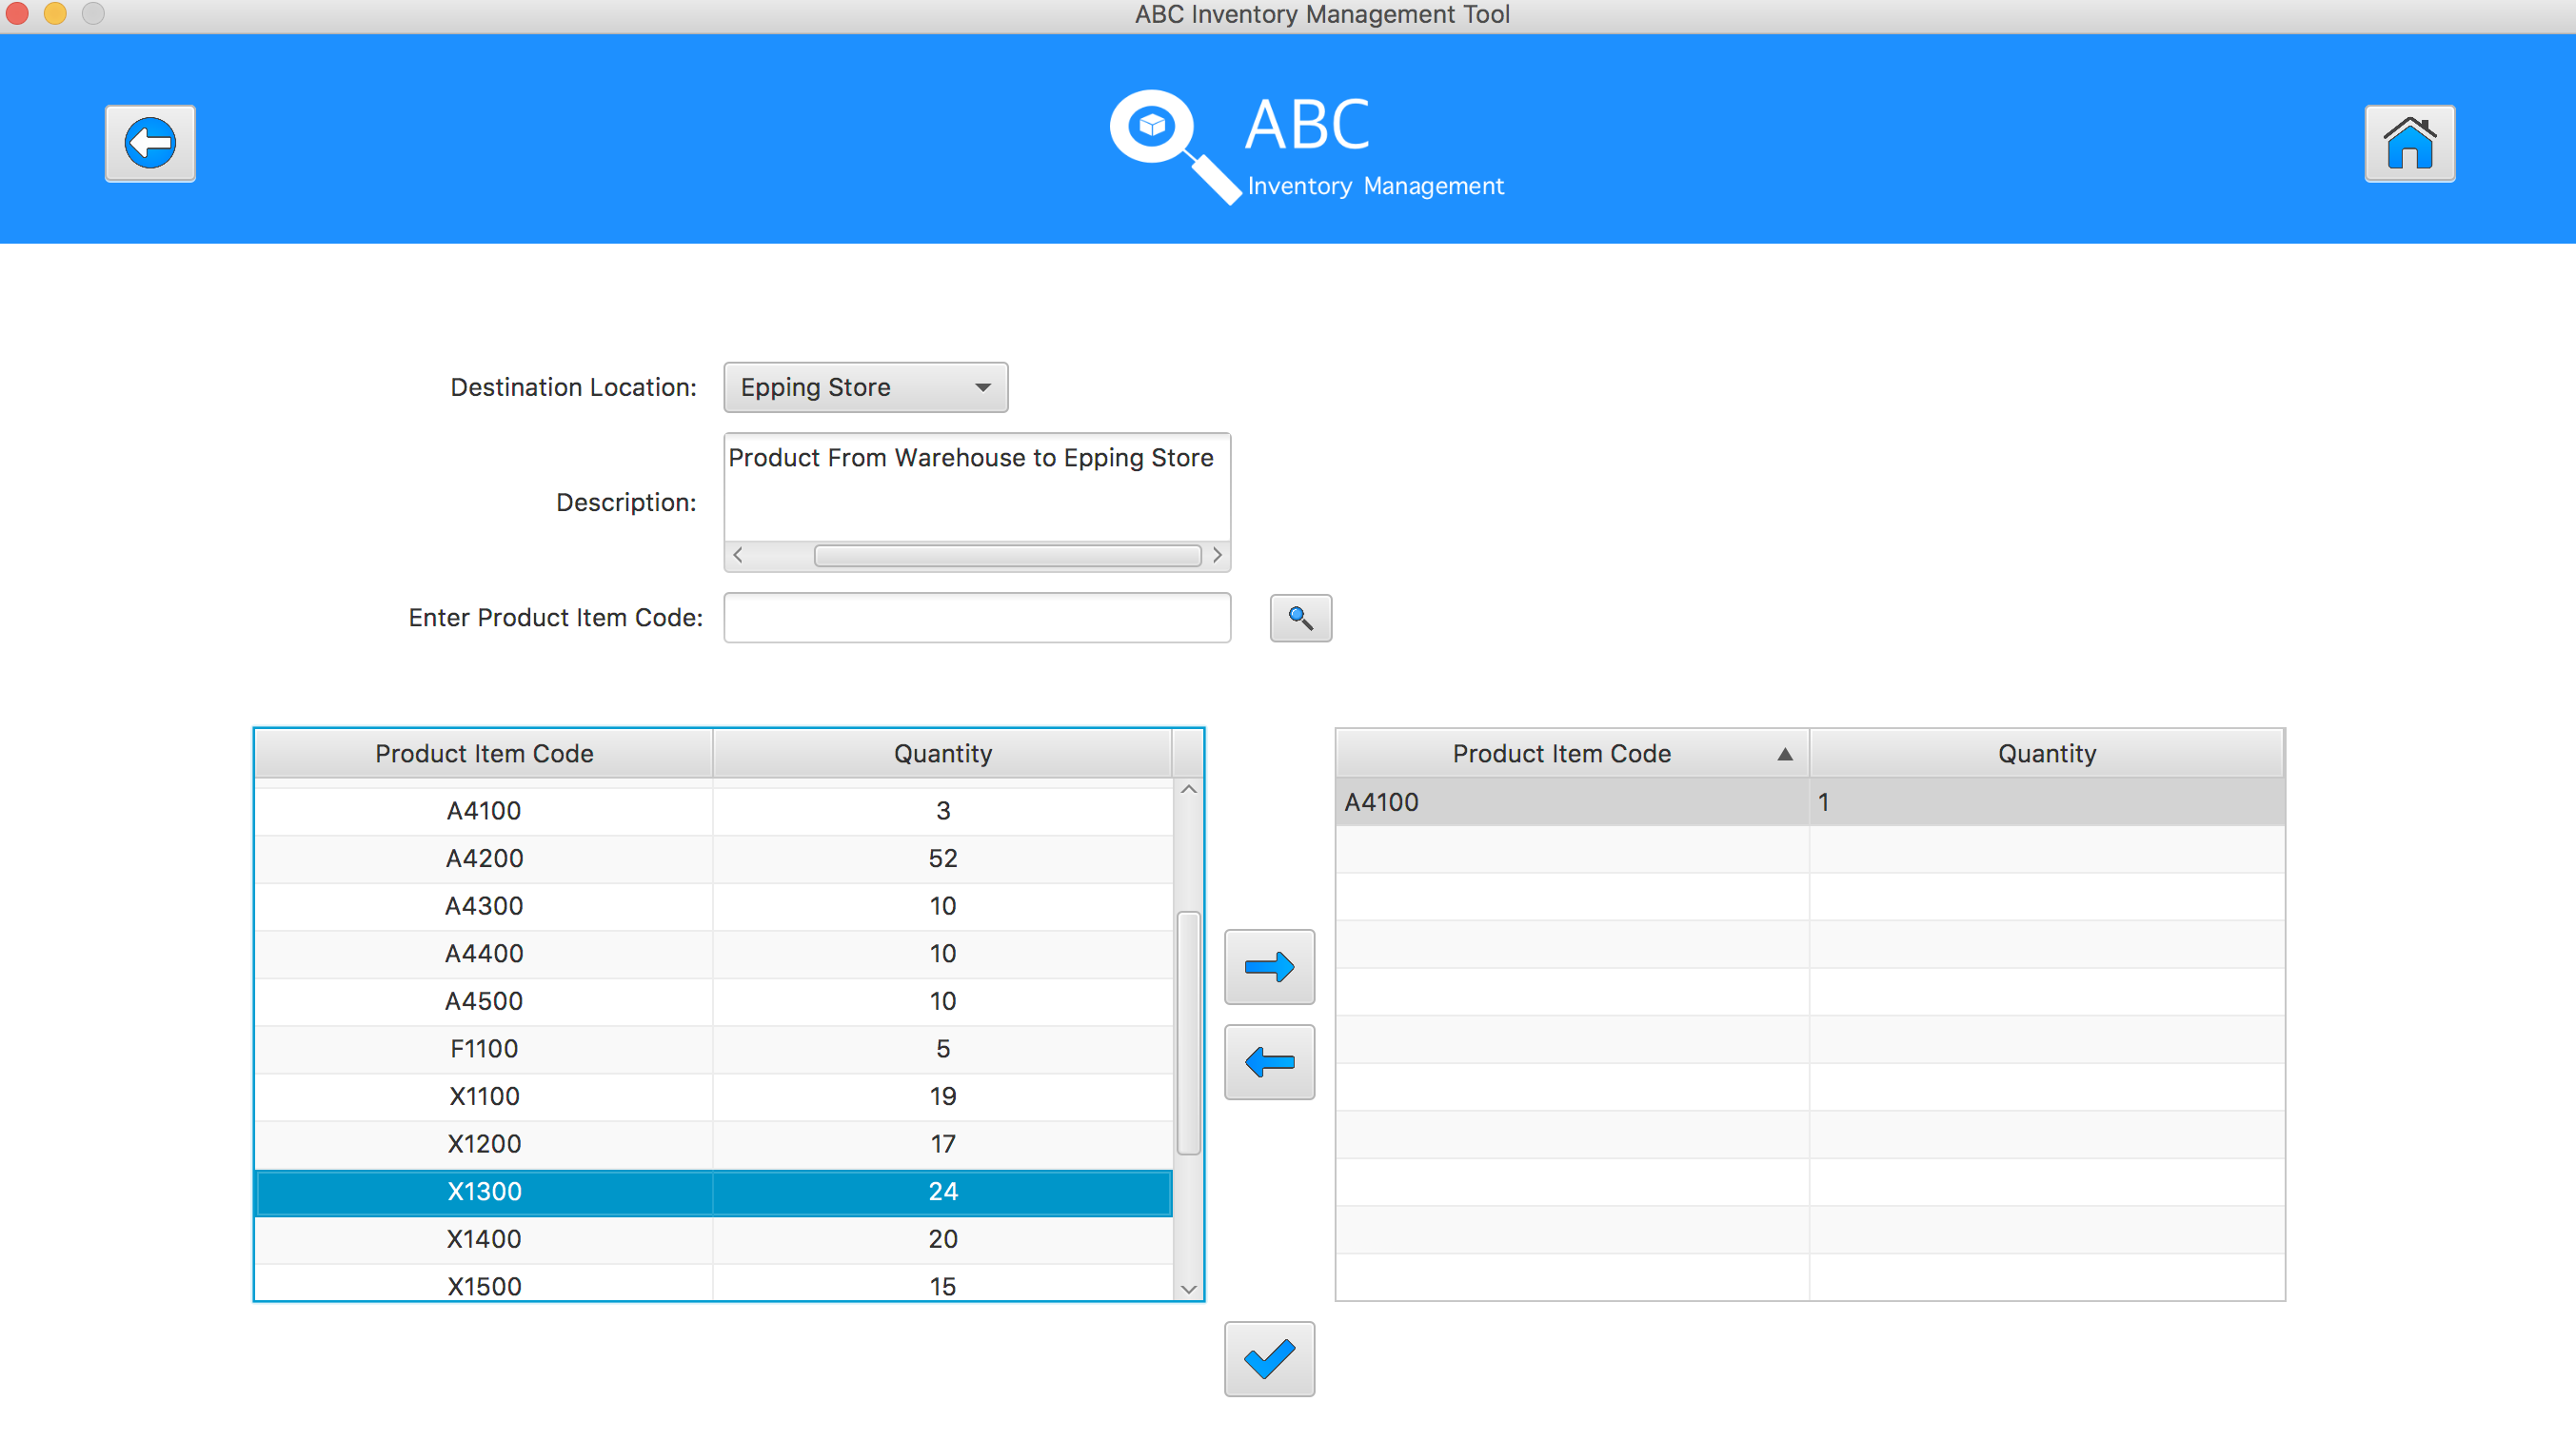 ABC Inventory Management Tool
ABC
Inventory Management
Destination Location: Epping Store
Description: Product From Warehouse to Epping Store
Enter Product Item Code:
Product Item Code Quantity
A4100 3
A4200 52
A4300 10
A4400 10
A4500 10
F1100 5
X1100 19
X1200 17
X1300 24
X1400 20
X1500 15
Product Item Code Quantity
A4100 1